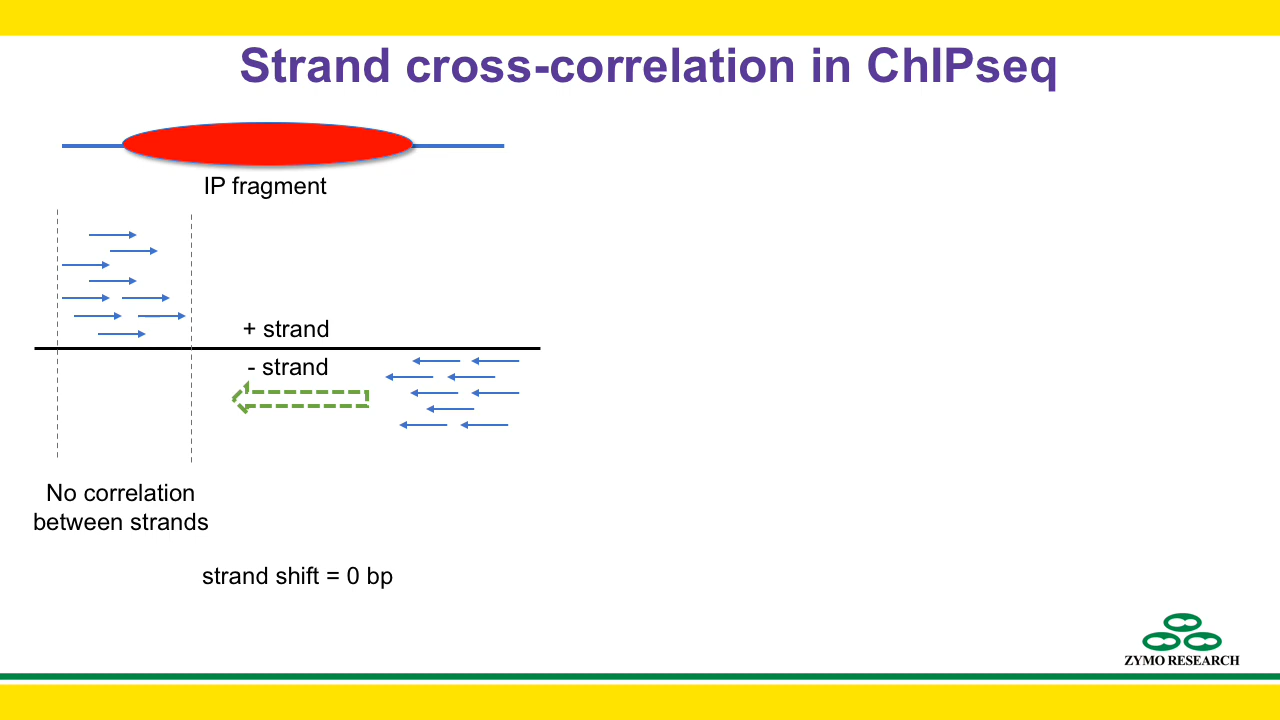 Strand cross-correlation in ChIPseq
IP fragment
+ strand
- strand
No correlation
between strands
strand shift = 0 bp
ZYMO RESEARCH